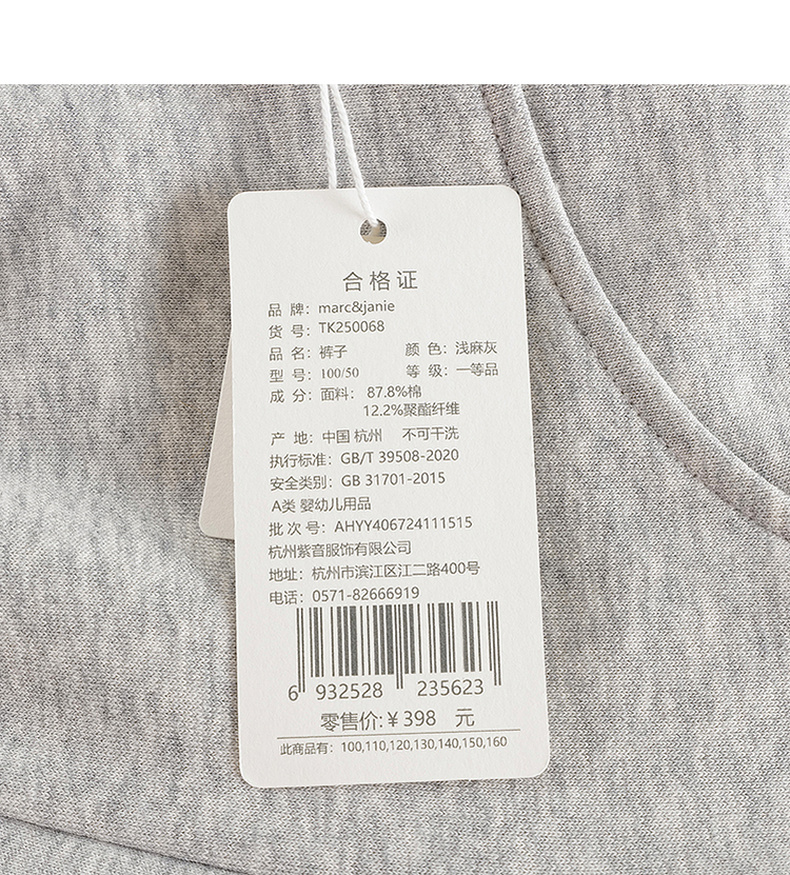 合格证
品 牌：marc&janie
货 号：TK250068
品 名：裤子 颜 色：浅麻灰
型 号：100/50 等 级：一等品
成 分：面料： 87.8%棉
12.2%聚酯纤维
产 地：中国 杭州 不可干洗
执行标准：GB/T 39508-2020
安全类别：GB 31701-2015
A类 婴幼儿用品
批 次 号：AHYY406724111515
杭州紫音服饰有限公司
地址：杭州市滨江区江二路400号
电话：0571-82666919
6 932528 235623
零售价:￥398 元
此商品有：100,110,120,130,140,150,160